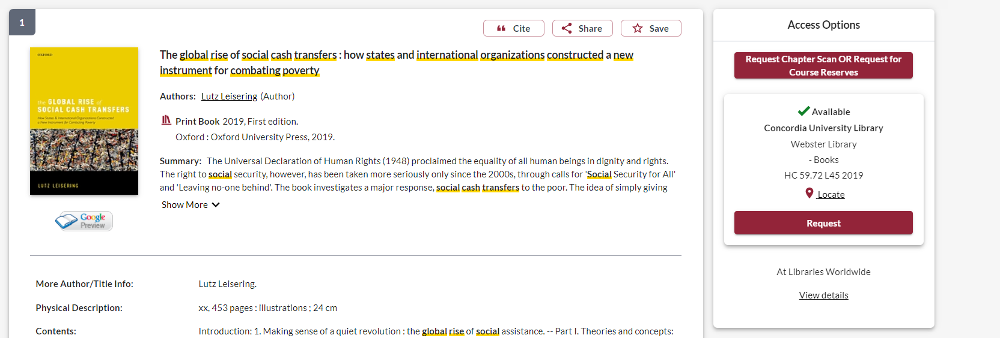 1
Cite
Share
Save
OXFORD
the GLOBAL RISE of
SOCIAL CASH TRANSFERS
How States & International Organizations Constructed
a New Instrument for Combating Poverty
LUTZ LEISERING
Google
Preview
The global rise of social cash transfers : how states and international organizations constructed a new
instrument for combating poverty
Authors: Lutz Leisering (Author)
Print Book 2019, First edition.
Oxford : Oxford University Press, 2019.
Summary: The Universal Declaration of Human Rights (1948) proclaimed the equality of all human beings in dignity and rights.
The right to social security, however, has been taken more seriously only since the 2000s, through calls for 'Social Security for All'
and 'Leaving no-one behind'. The book investigates a major response, social cash transfers to the poor. The idea of simply giving
Show More
More Author/Title Info: Lutz Leisering.
Physical Description: xx, 453 pages : illustrations ; 24 cm
Contents: Introduction: 1. Making sense of a quiet revolution : the global rise of social assistance. -- Part I. Theories and concepts:
Access Options
Request Chapter Scan OR Request for
Course Reserves
Available
Concordia University Library
Webster Library
- Books
HC 59.72 L45 2019
Locate
Request
At Libraries Worldwide
View details